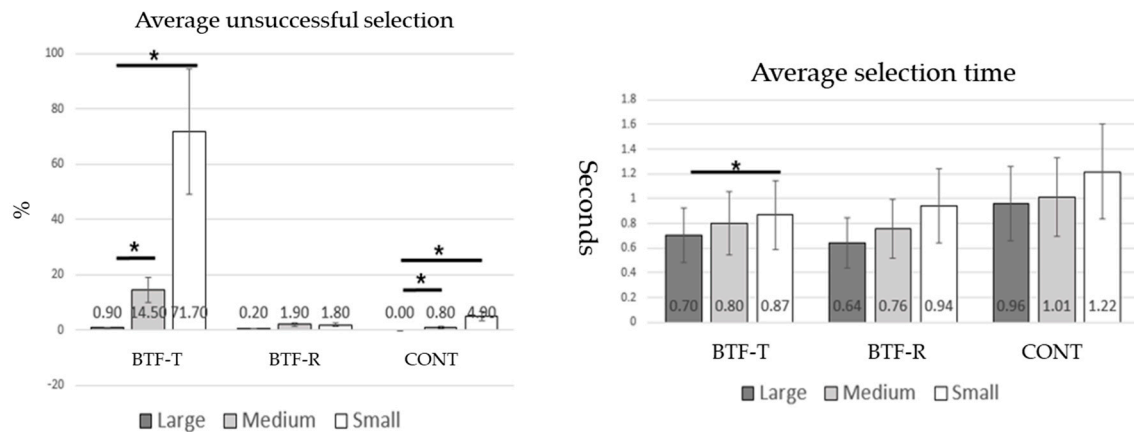 Average unsuccessful selection
%
100
80
60
40
20
0
-20
*
*
*
*
0.90 14.50 71.70 0.20 1.90 1.80 0.00 0.80 4.90
BTF-T BTF-R CONT
Large Medium Small
Average selection time
Seconds
1.8
1.6
1.4
1.2
1
0.8
0.6
0.4
0.2
0
*
0.70 0.80 0.87 0.64 0.76 0.94 0.96 1.01 1.22
BTF-T BTF-R CONT
Large Medium Small